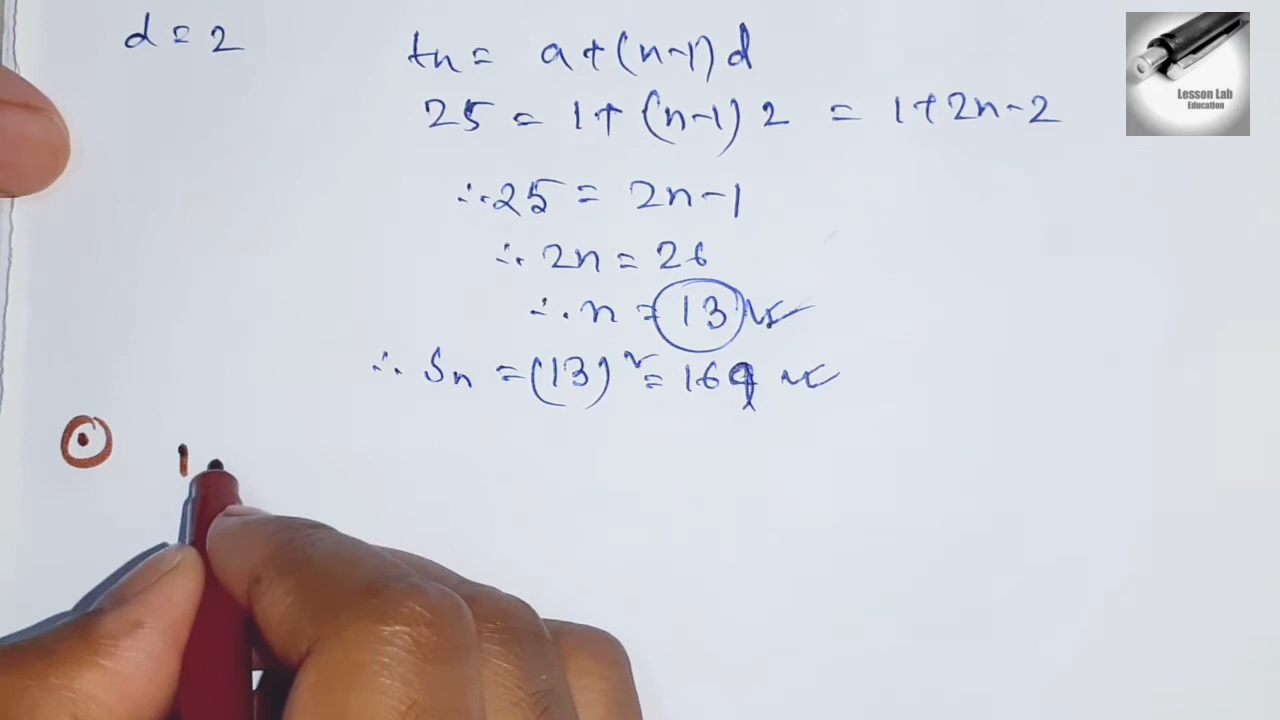 d = 2
tn = a+(n-1)d
25 = 1+(n-1)2 = 1+2n-2
∴ 25 = 2n-1
∴ 2n = 26
∴ n = 13
∴ Sn = (13)² = 169
1
Lesson Lab
Education